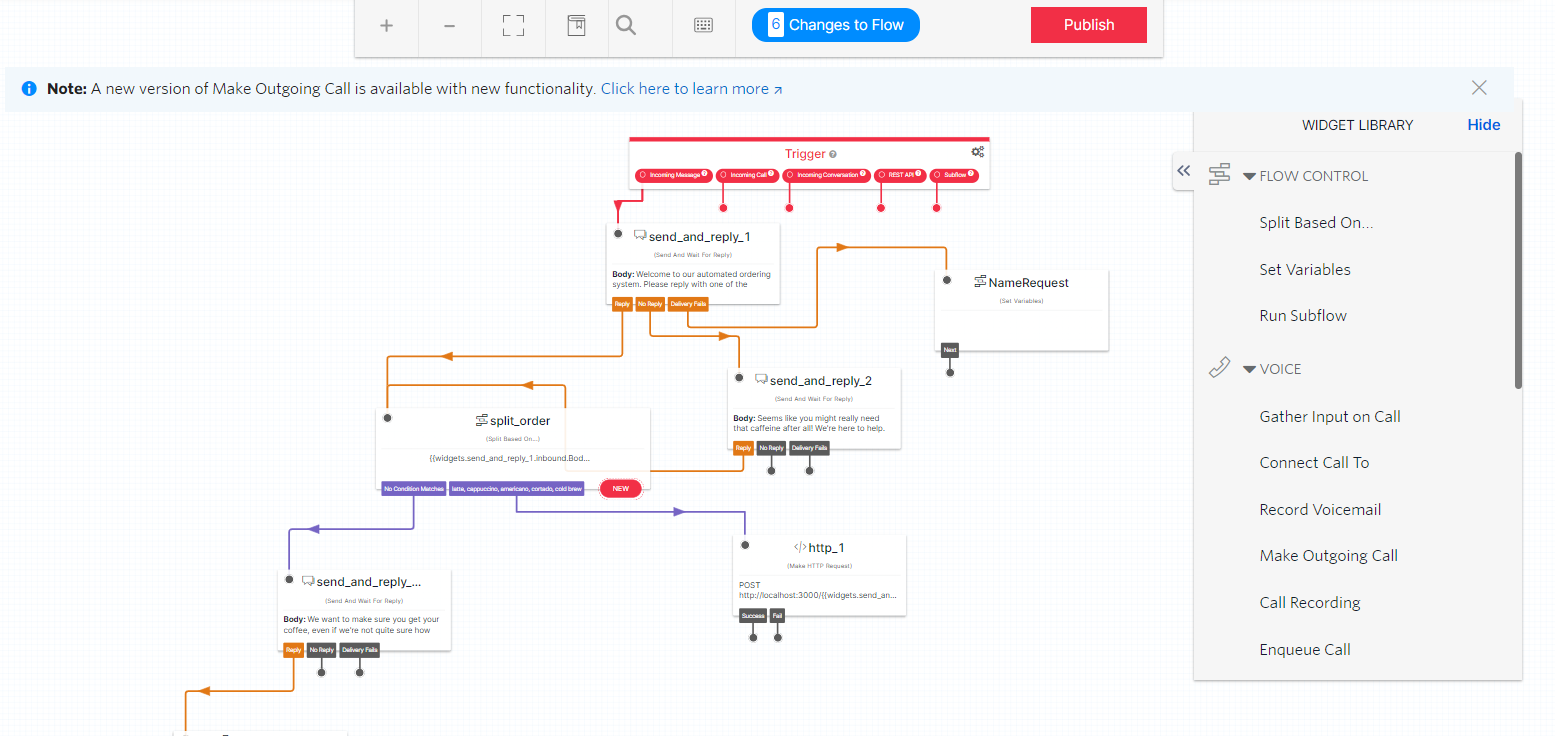 6 Changes to Flow
Publish
Note: A new version of Make Outgoing Call is available with new functionality. Click here to learn more
WIDGET LIBRARY
Hide
FLOW CONTROL
Split Based On...
Set Variables
Run Subflow
VOICE
Gather Input on Call
Connect Call To
Record Voicemail
Make Outgoing Call
Call Recording
Enqueue Call
Trigger
Incoming Message
Incoming Call
Incoming Conversation
REST API
Subflow
send_and_reply_1
(Send And Wait For Reply)
Body: Welcome to our automated ordering
system. Please reply with one of the
Reply
No Reply
Delivery Fails
NameRequest
(Set Variables)
Next
send_and_reply_2
(Send And Wait For Reply)
Body: Seems like you might really need
that caffeine after all! We're here to help.
Reply
No Reply
Delivery Fails
split_order
(Split Based On...)
{{widgets.send_and_reply_1.inbound.Bod...
No Condition Matches
latte, cappuccino, americano, cortado, cold brew
NEW
http_1
(Make HTTP Request)
POST
http://localhost:3000/{{widgets.send_an...
Success
Fail
send_and_reply_...
(Send And Wait For Reply)
Body: We want to make sure you get your
coffee, even if we're not quite sure how
Reply
No Reply
Delivery Fails